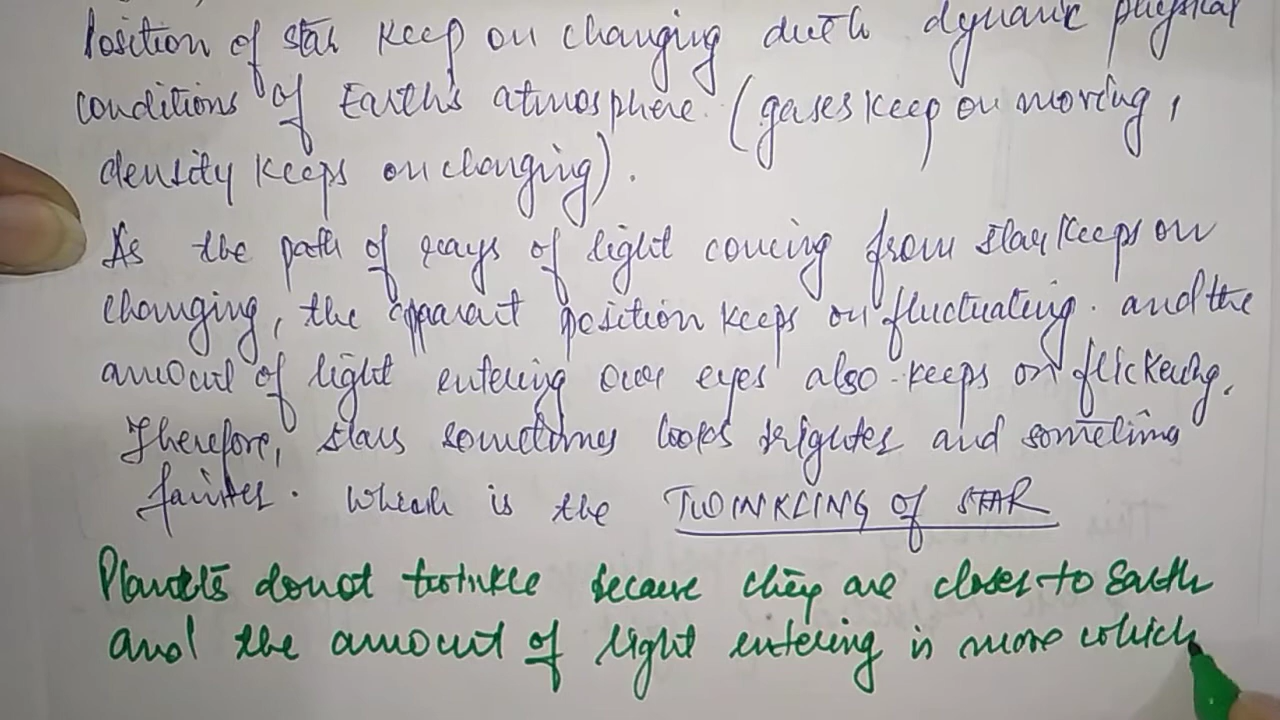 Position of star keep on changing due to dynamic physical
conditions of Earth's atmosphere. (gases keep on moving,
density keeps on changing).
As the path of rays of light coming from star keeps on
changing, the apparant position keeps on fluctuating. and the
amount of light entering our eyes also keeps on flickering.
Therefore, stars sometimes looks brighter and sometime
fainter. which is the TWINKLING of STAR
Planets donot twinkle because they are closer to Earth
and the amount of light entering is more which